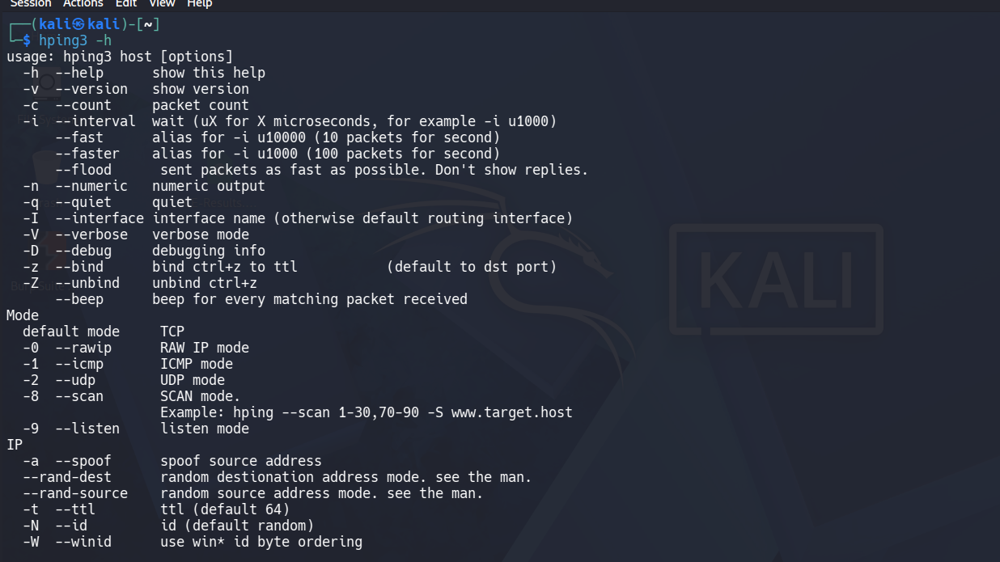 Session Actions Edit View Help
┌──(kali㉿kali)-[~]
└─$ hping3 -h
usage: hping3 host [options]
  -h  --help      show this help
  -v  --version   show version
  -c  --count     packet count
  -i  --interval  wait (uX for X microseconds, for example -i u1000)
      --fast      alias for -i u10000 (10 packets for second)
      --faster    alias for -i u1000 (100 packets for second)
      --flood      sent packets as fast as possible. Don't show replies.
  -n  --numeric   numeric output
  -q  --quiet     quiet
  -I  --interface interface name (otherwise default routing interface)
  -V  --verbose   verbose mode
  -D  --debug     debugging info
  -z  --bind      bind ctrl+z to ttl           (default to dst port)
  -Z  --unbind    unbind ctrl+z
      --beep      beep for every matching packet received
Mode
  default mode     TCP
  -0  --rawip      RAW IP mode
  -1  --icmp       ICMP mode
  -2  --udp        UDP mode
  -8  --scan       SCAN mode.
                   Example: hping --scan 1-30,70-90 -S www.target.host
  -9  --listen     listen mode
IP
  -a  --spoof      spoof source address
  --rand-dest      random destionation address mode. see the man.
  --rand-source    random source address mode. see the man.
  -t  --ttl        ttl (default 64)
  -N  --id         id (default random)
  -W  --winid      use win* id byte ordering
KALI